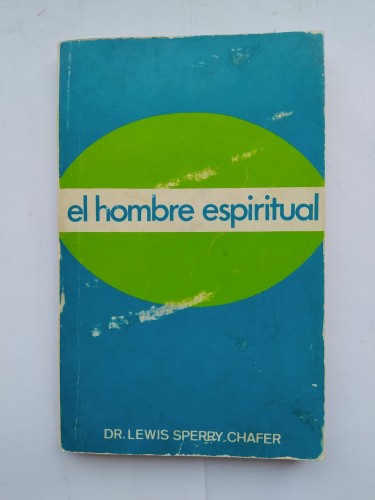 el hombre espiritual
DR. LEWIS SPERRY CHAFER